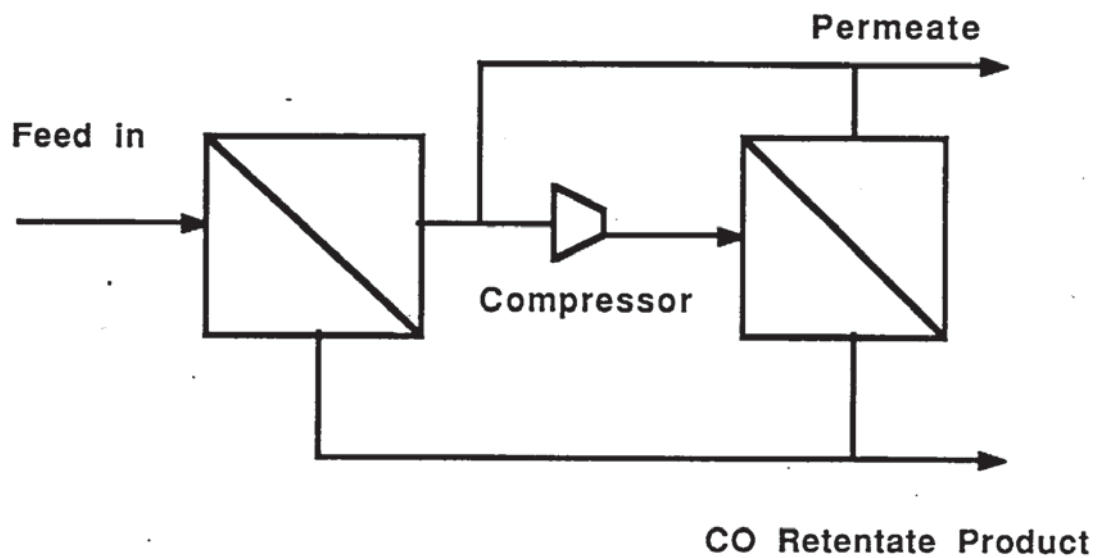 Permeate
Feed in
Compressor
CO Retentate Product